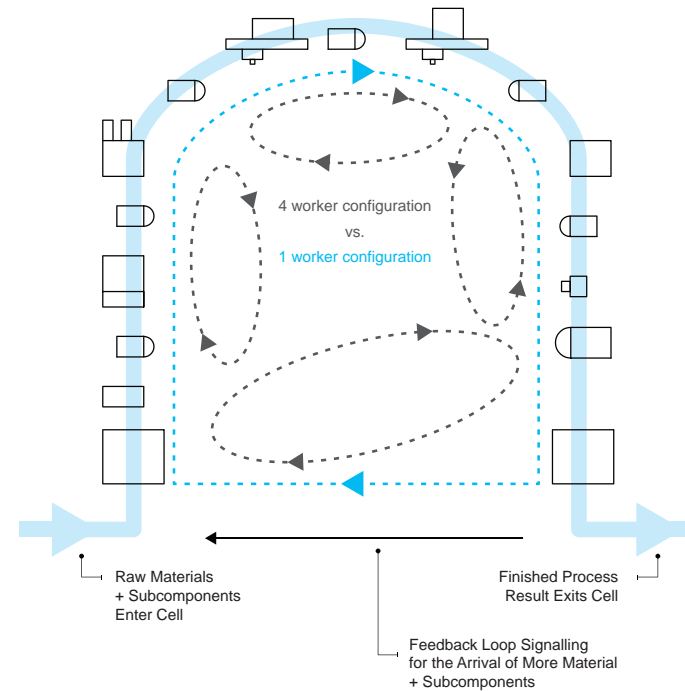 4 worker configuration
vs.
1 worker configuration
Raw Materials
+ Subcomponents
Enter Cell
Finished Process
Result Exits Cell
Feedback Loop Signalling
for the Arrival of More Material
+ Subcomponents